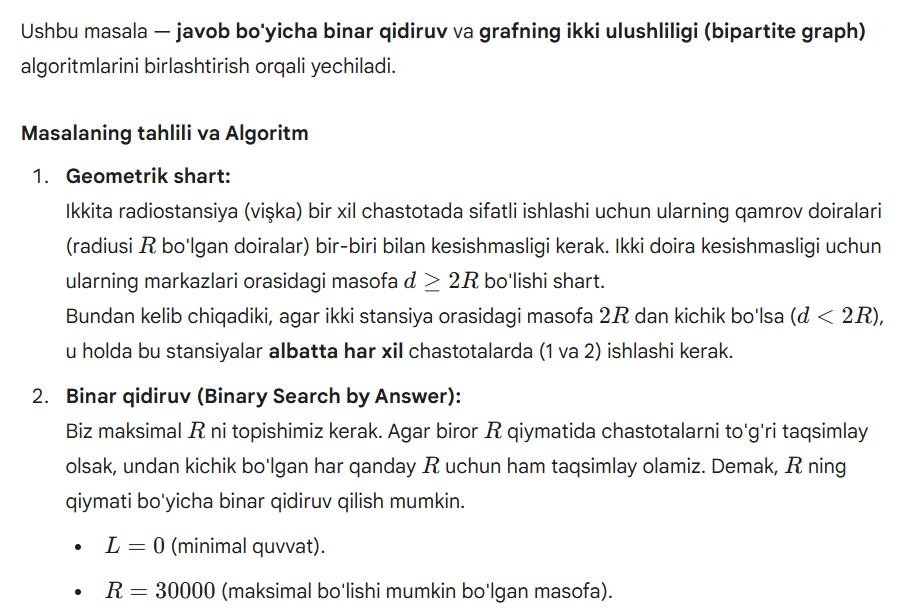 Ushbu masala — javob bo'yicha binar qidiruv va grafning ikki ulushliligi (bipartite graph)
algoritmlarini birlashtirish orqali yechiladi.
Masalaning tahlili va Algoritm
1. Geometrik shart:
Ikkita radiostansiya (vişka) bir xil chastotada sifatli ishlashi uchun ularning qamrov doiralari
(radiusi R bo'lgan doiralar) bir-biri bilan kesishmasligi kerak. Ikki doira kesishmasligi uchun
ularning markazlari orasidagi masofa d ≥ 2R bo'lishi shart.
Bundan kelib chiqadiki, agar ikki stansiya orasidagi masofa 2R dan kichik bo'lsa (d < 2R),
u holda bu stansiyalar albatta har xil chastotalarda (1 va 2) ishlashi kerak.
2. Binar qidiruv (Binary Search by Answer):
Biz maksimal R ni topishimiz kerak. Agar biror R qiymatida chastotalarni to'g'ri taqsimlay
olsak, undan kichik bo'lgan har qanday R uchun ham taqsimlay olamiz. Demak, R ning
qiymati bo'yicha binar qidiruv qilish mumkin.
• L = 0 (minimal quvvat).
• R = 30000 (maksimal bo'lishi mumkin bo'lgan masofa).